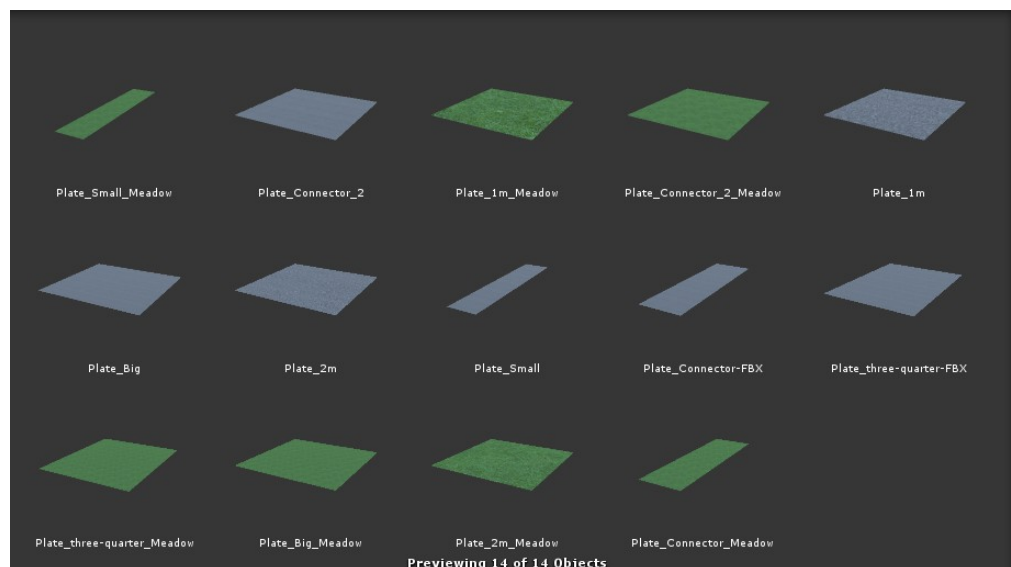 Plate_Small_Meadow
Plate_Connector_2
Plate_1m_Meadow
Plate_Connector_2_Meadow
Plate_1m
Plate_Big
Plate_2m
Plate_Small
Plate_Connector-FBX
Plate_three-quarter-FBX
Plate_three-quarter_Meadow
Plate_Big_Meadow
Plate_2m_Meadow
Plate_Connector_Meadow
Previewing 14 of 14 Objects